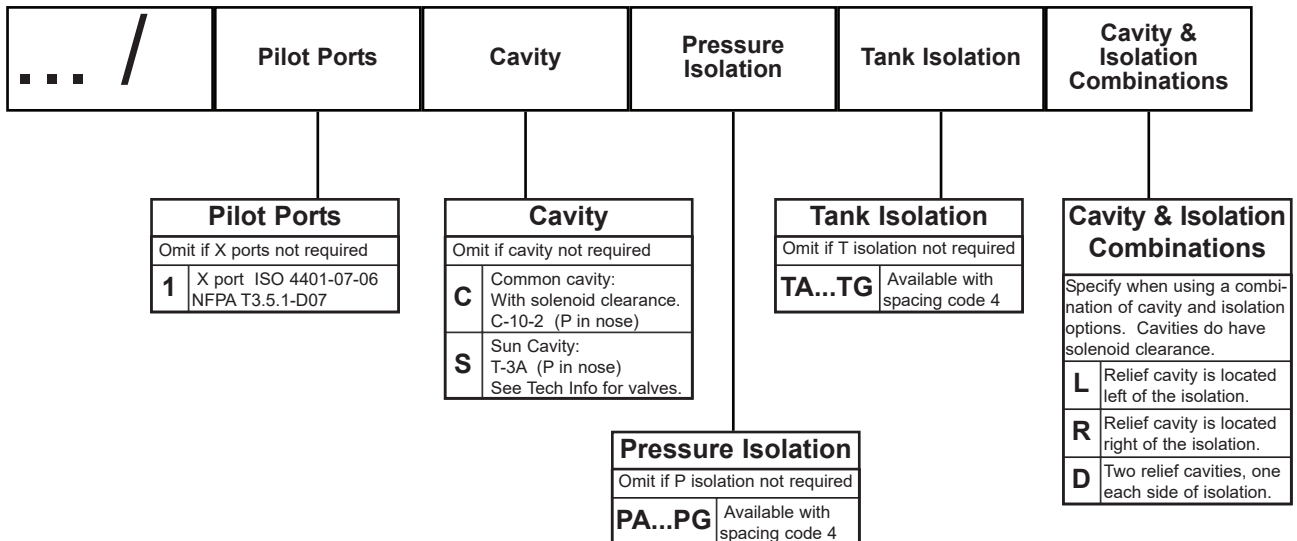 ... /
Pilot Ports
Cavity
Pressure
Isolation
Tank Isolation
Cavity &
Isolation
Combinations
Pilot Ports
Omit if X ports not required
1
X port ISO 4401-07-06
NFPA T3.5.1-D07
Cavity
Omit if cavity not required
C
Common cavity:
With solenoid clearance.
C-10-2 (P in nose)
S
Sun Cavity:
T-3A (P in nose)
See Tech Info for valves.
Pressure Isolation
Omit if P isolation not required
PA...PG
Available with
spacing code 4
Tank Isolation
Omit if T isolation not required
TA...TG
Available with
spacing code 4
Cavity & Isolation
Combinations
Specify when using a combi-
nation of cavity and isolation
options. Cavities do have
solenoid clearance.
L
Relief cavity is located
left of the isolation.
R
Relief cavity is located
right of the isolation.
D
Two relief cavities, one
each side of isolation.